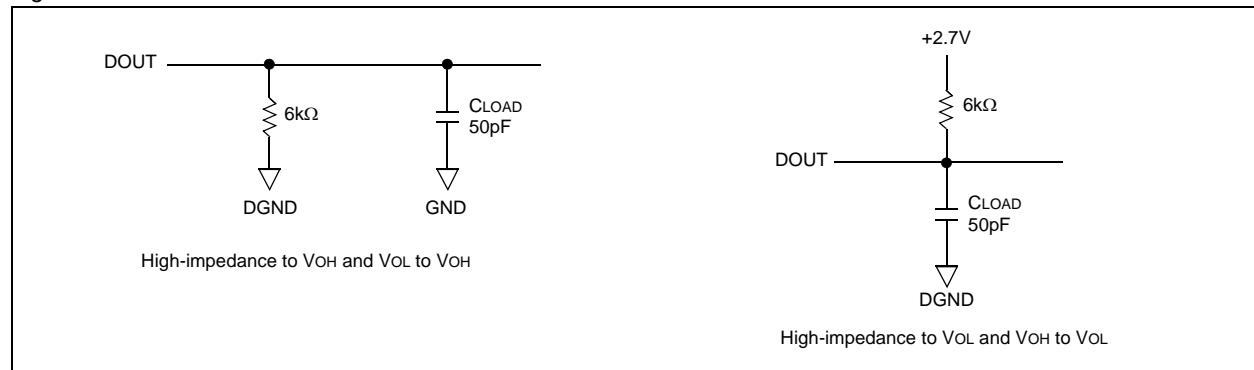 DOUT
6kΩ
CLOAD
50pF
DGND
GND
High-impedance to VOH and VOL to VOH
+2.7V
6kΩ
DOUT
CLOAD
50pF
DGND
High-impedance to VOL and VOH to VOL